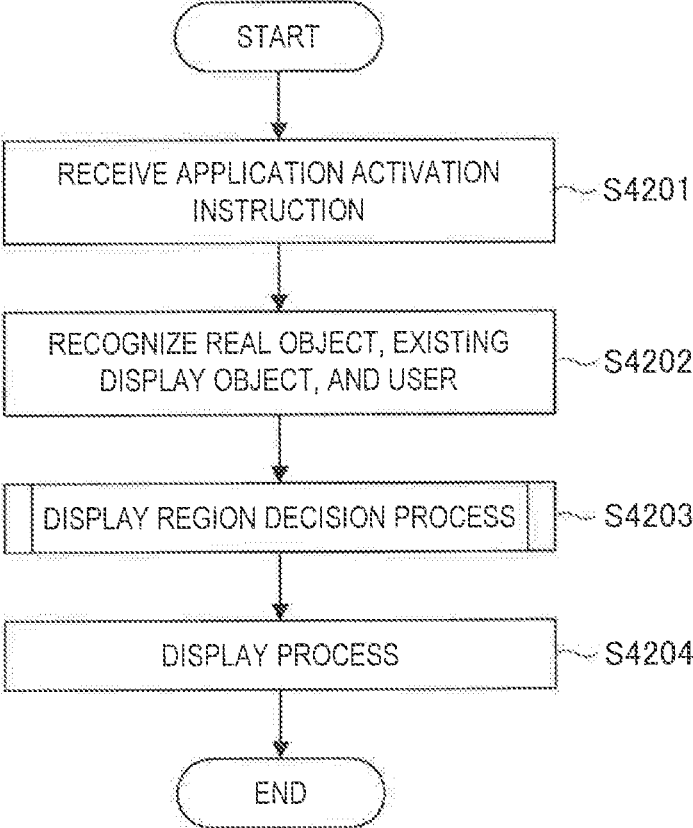 START
RECEIVE APPLICATION ACTIVATION
INSTRUCTION
S4201
RECOGNIZE REAL OBJECT, EXISTING
DISPLAY OBJECT, AND USER
S4202
DISPLAY REGION DECISION PROCESS
S4203
DISPLAY PROCESS
S4204
END